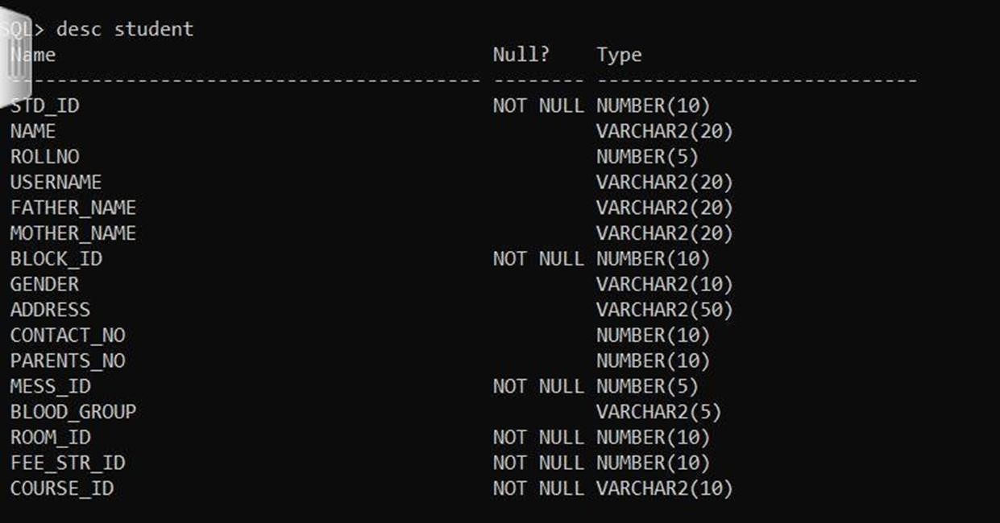 SQL> desc student
Name Null? Type
----------------------------------------- -------- ----------------------------
STD_ID NOT NULL NUMBER(10)
NAME VARCHAR2(20)
ROLLNO NUMBER(5)
USERNAME VARCHAR2(20)
FATHER_NAME VARCHAR2(20)
MOTHER_NAME VARCHAR2(20)
BLOCK_ID NOT NULL NUMBER(10)
GENDER VARCHAR2(10)
ADDRESS VARCHAR2(50)
CONTACT_NO NUMBER(10)
PARENTS_NO NUMBER(10)
MESS_ID NOT NULL NUMBER(5)
BLOOD_GROUP VARCHAR2(5)
ROOM_ID NOT NULL NUMBER(10)
FEE_STR_ID NOT NULL NUMBER(10)
COURSE_ID NOT NULL VARCHAR2(10)